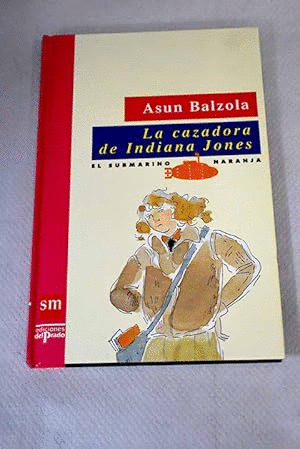 Asun Balzola
La cazadora
de Indiana Jones
EL SUBMARINO NARANJA
sm
ediciones
del Prado